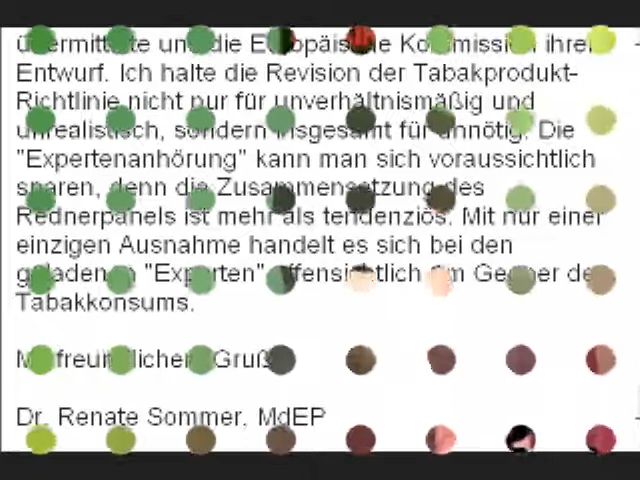 übermittelte uns die Europäische Kommission ihren
Entwurf. Ich halte die Revision der Tabakprodukt-
Richtlinie nicht nur für unverhältnismäßig und
unrealistisch, sondern insgesamt für unnötig. Die
"Expertenanhörung" kann man sich voraussichtlich
sparen, denn die Zusammensetzung des
Rednerpanels ist mehr als tendenziös. Mit nur einer
einzigen Ausnahme handelt es sich bei den
geladenen "Experten" offensichtlich um Gegner des
Tabakkonsums.
Mit freundlichen Gruß
Dr. Renate Sommer, MdEP